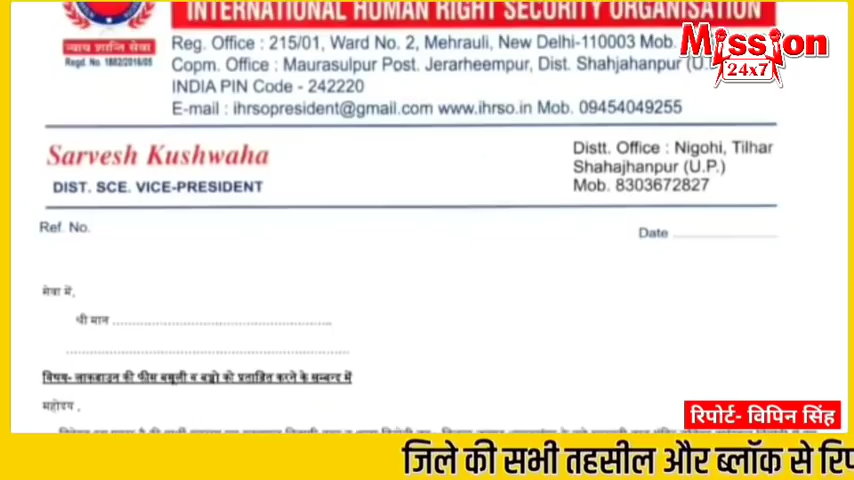 INTERNATIONAL HUMAN RIGHT SECURITY ORGANISATION
न्याय शान्ति सेवा
Regd. No. 1882/2016/05
Reg. Office : 215/01, Ward No. 2, Mehrauli, New Delhi-110003 Mob.
Copm. Office : Maurasulpur Post. Jerarheempur, Dist. Shahjahanpur (U.
INDIA PIN Code - 242220
E-mail : ihrsopresident@gmail.com www.ihrso.in Mob. 09454049255
Mission
24x7
Sarvesh Kushwaha
DIST. SCE. VICE-PRESIDENT
Distt. Office : Nigohi, Tilhar
Shahajhanpur (U.P.)
Mob. 8303672827
Ref. No.
Date
सेवा में,
श्री मान
विषय- लाकडाउन की फीस वसूली व बच्चो को प्रताड़ित करने के सम्बन्ध में
महोदय ,
रिपोर्ट- विपिन सिंह
जिले की सभी तहसील और ब्लॉक से रिप